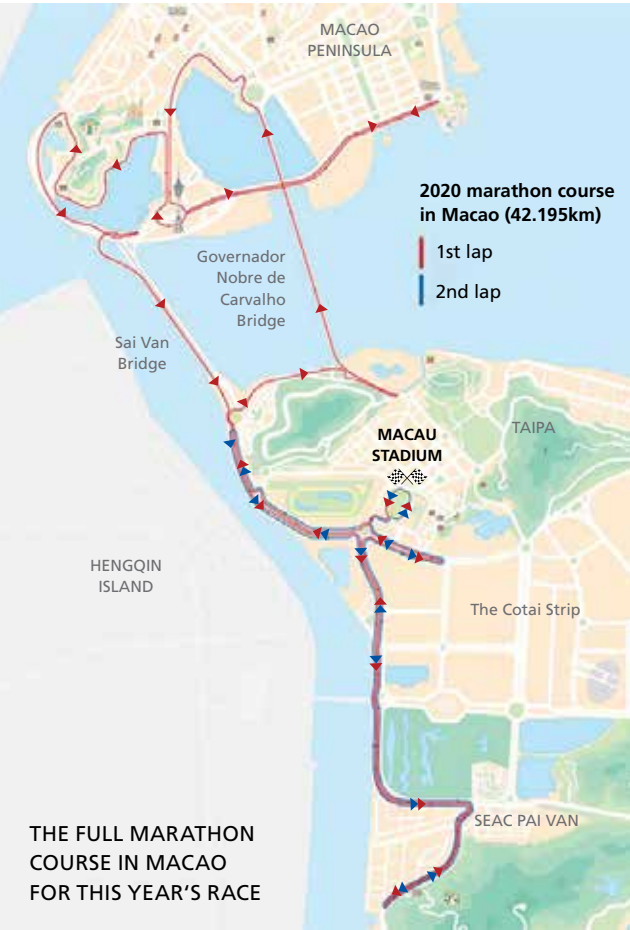 MACAO
PENINSULA
2020 marathon course
in Macao (42.195km)
1st lap
2nd lap
Governador
Nobre de
Carvalho
Bridge
Sai Van
Bridge
MACAU
STADIUM
TAIPA
HENGQIN
ISLAND
The Cotai Strip
SEAC PAI VAN
THE FULL MARATHON
COURSE IN MACAO
FOR THIS YEAR'S RACE